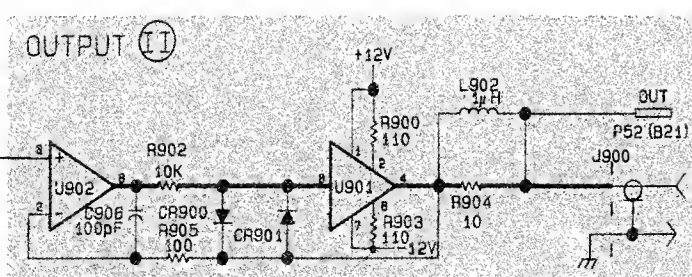 OUTPUT II
+12V
L902
1μH
OUT
P52 (B21)
R900
110
J900
R902
10K
1
2
3
+
6
8
4
U902
U901
2
-
C906
100pF
CR900
R905
100
CR901
6
7
R903
110
-12V
R904
10